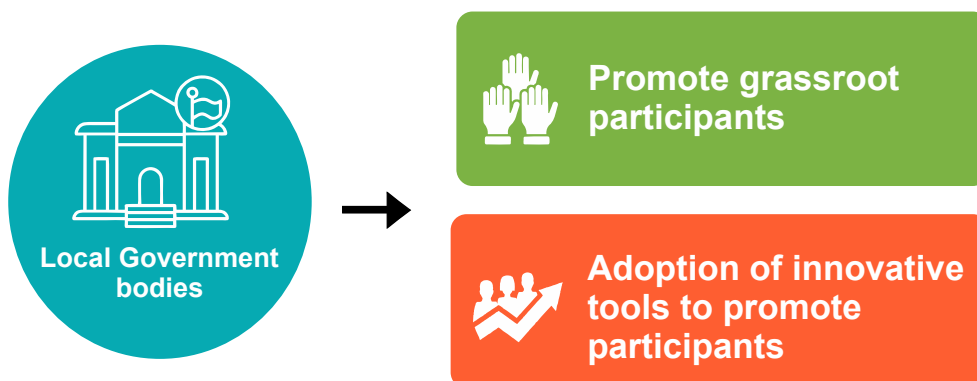 Local Government
bodies
Promote grassroot
participants
Adoption of innovative
tools to promote
participants